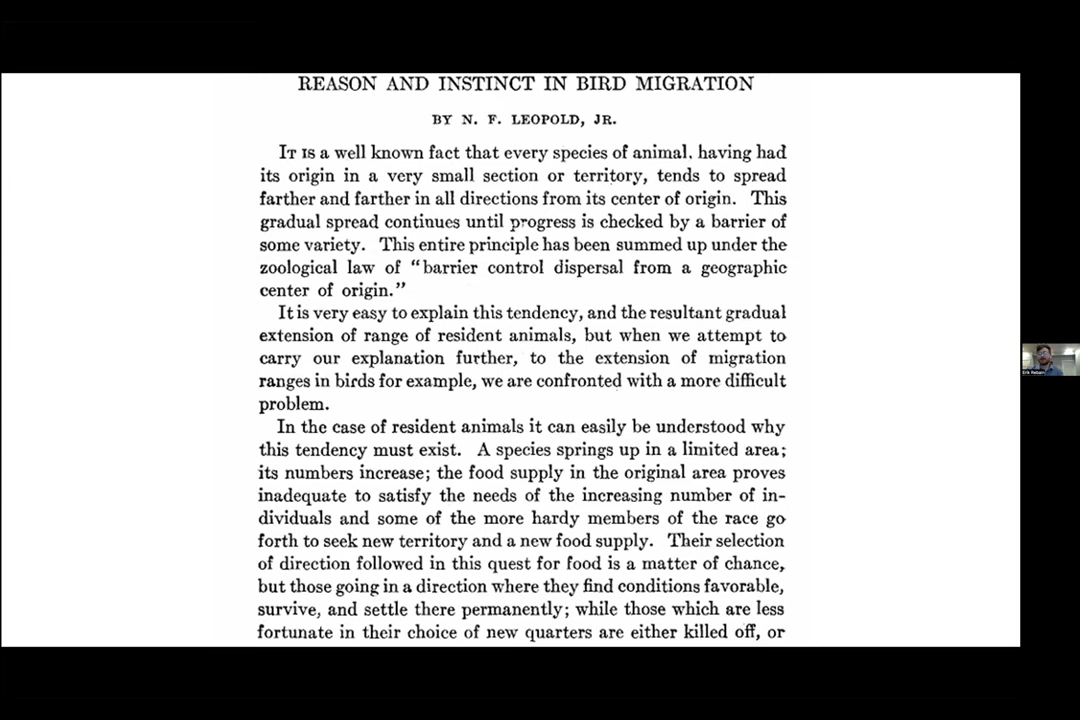 REASON AND INSTINCT IN BIRD MIGRATION
BY N. F. LEOPOLD, JR.
IT IS a well known fact that every species of animal, having had
its origin in a very small section or territory, tends to spread
farther and farther in all directions from its center of origin. This
gradual spread continues until progress is checked by a barrier of
some variety. This entire principle has been summed up under the
zoological law of "barrier control dispersal from a geographic
center of origin."
It is very easy to explain this tendency, and the resultant gradual
extension of range of resident animals, but when we attempt to
carry our explanation further, to the extension of migration
ranges in birds for example, we are confronted with a more difficult
problem.
In the case of resident animals it can easily be understood why
this tendency must exist. A species springs up in a limited area;
its numbers increase; the food supply in the original area proves
inadequate to satisfy the needs of the increasing number of in-
dividuals and some of the more hardy members of the race go
forth to seek new territory and a new food supply. Their selection
of direction followed in this quest for food is a matter of chance,
but those going in a direction where they find conditions favorable,
survive, and settle there permanently; while those which are less
fortunate in their choice of new quarters are either killed off, or
Erik Rebain